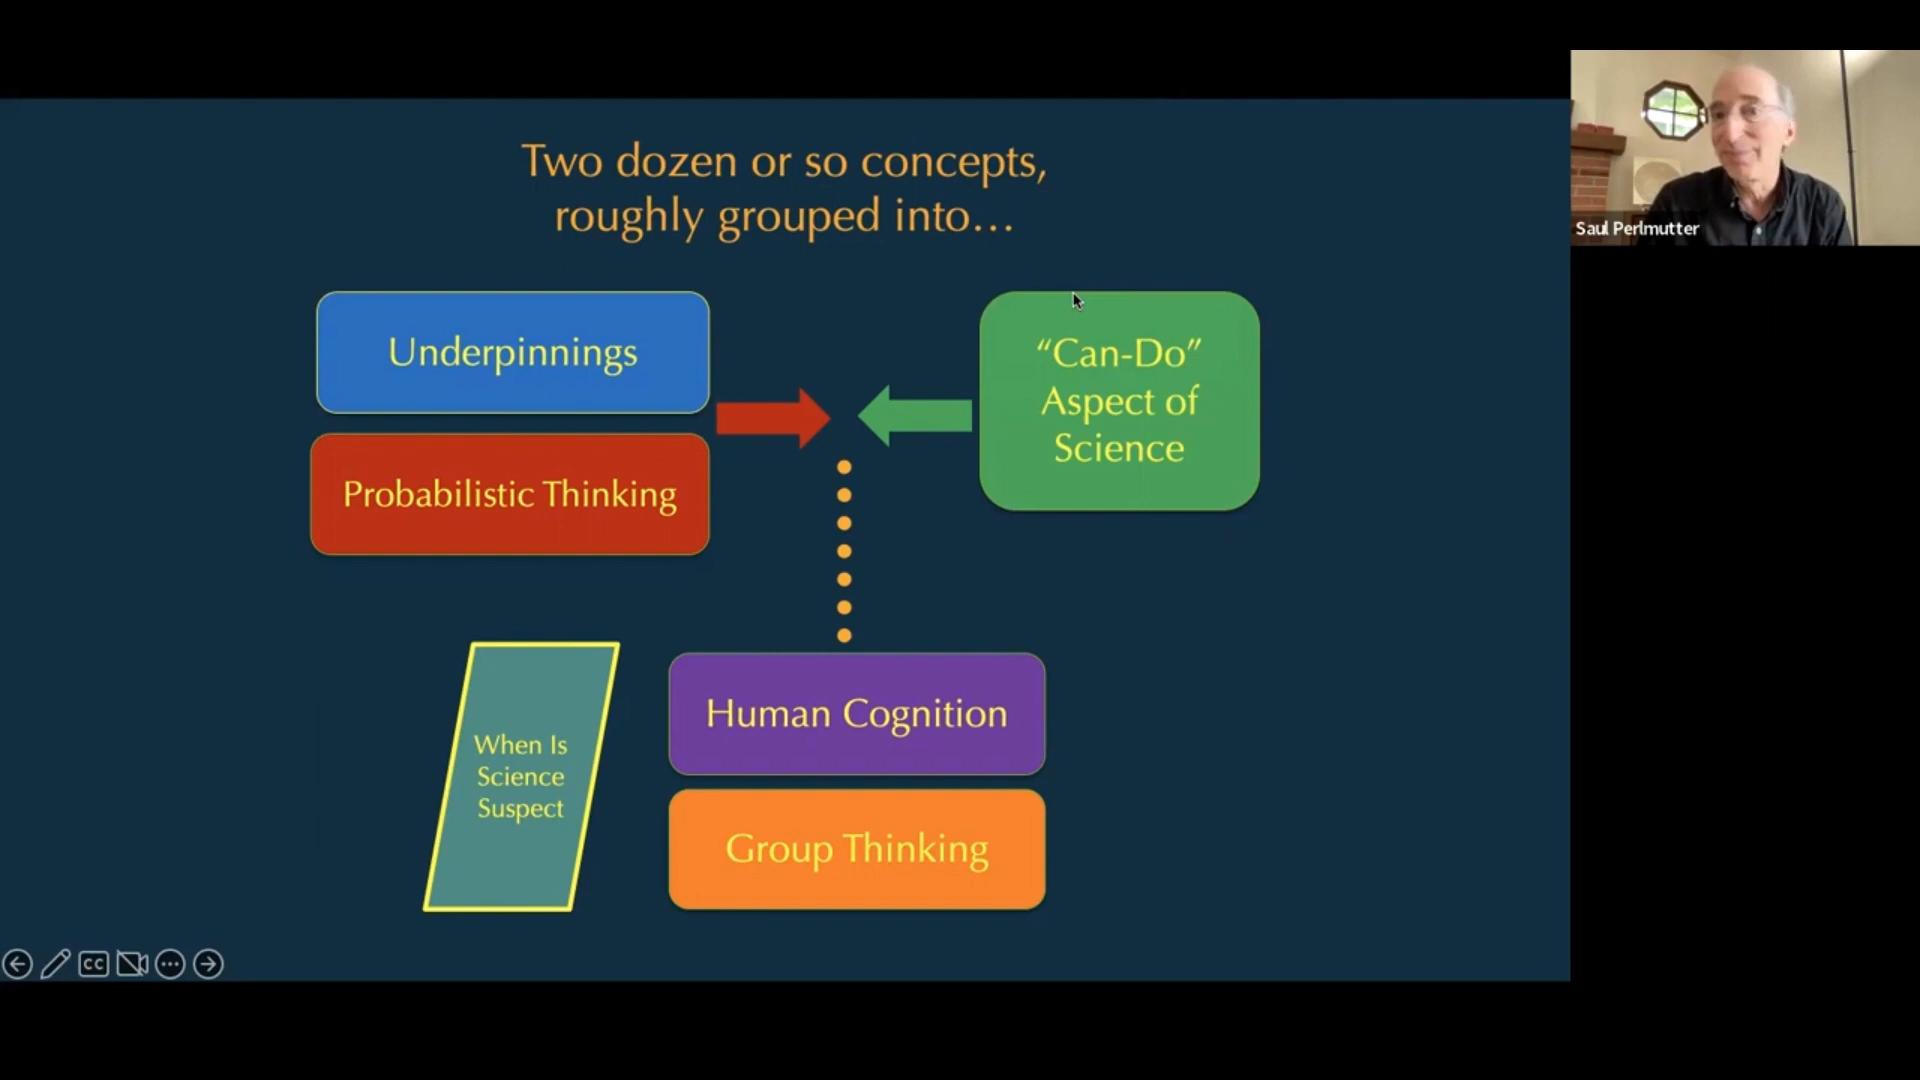 Two dozen or so concepts,
roughly grouped into...
Underpinnings
Probabilistic Thinking
“Can-Do”
Aspect of
Science
When Is
Science
Suspect
Human Cognition
Group Thinking
CC
Saul Perlmutter